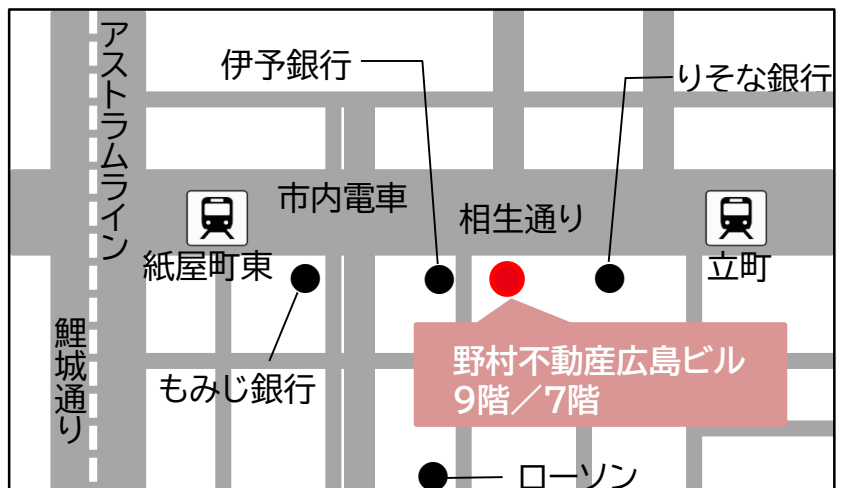 アストラムライン
伊予銀行
りそな銀行
市内電車
相生通り
紙屋町東
立町
鯉城通り
もみじ銀行
野村不動産広島ビル
9階／7階
ローソン